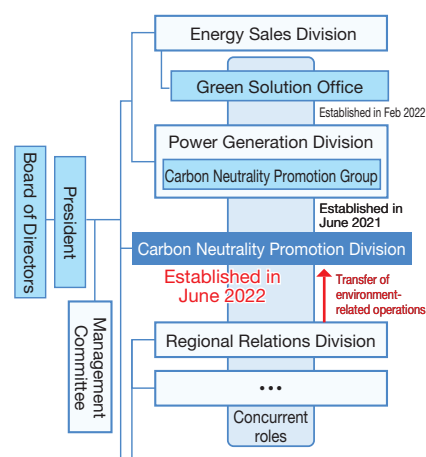 Energy Sales Division
Green Solution Office
Established in Feb 2022
Power Generation Division
Carbon Neutrality Promotion Group
Established in
June 2021
Board of Directors
President
Carbon Neutrality Promotion Division
Established in
June 2022
Transfer of
environment-
related operations
Management
Committee
Regional Relations Division
...
Concurrent
roles